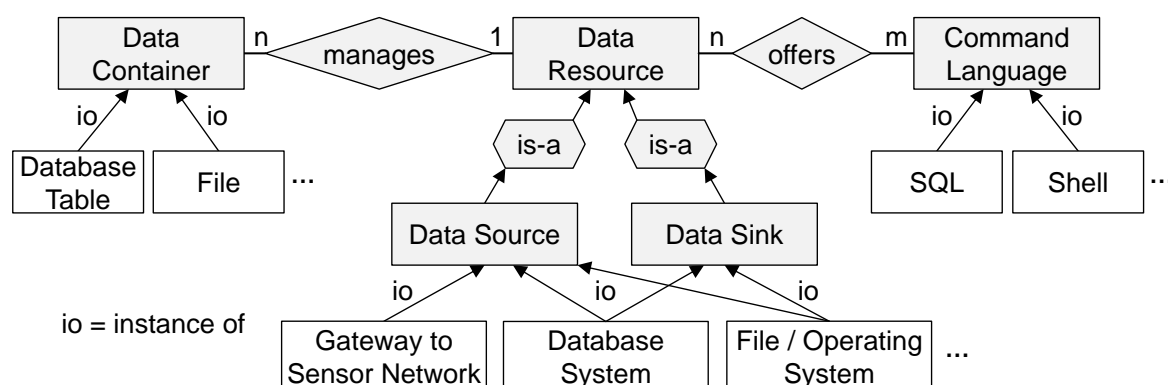 Data
Container
n
manages
1
Data
Resource
n
offers
m
Command
Language
io
io
is-a
is-a
io
io
Database
Table
File
...
SQL
Shell
...
Data Source
Data Sink
io
io
io
io = instance of
Gateway to
Sensor Network
Database
System
File / Operating
System
...